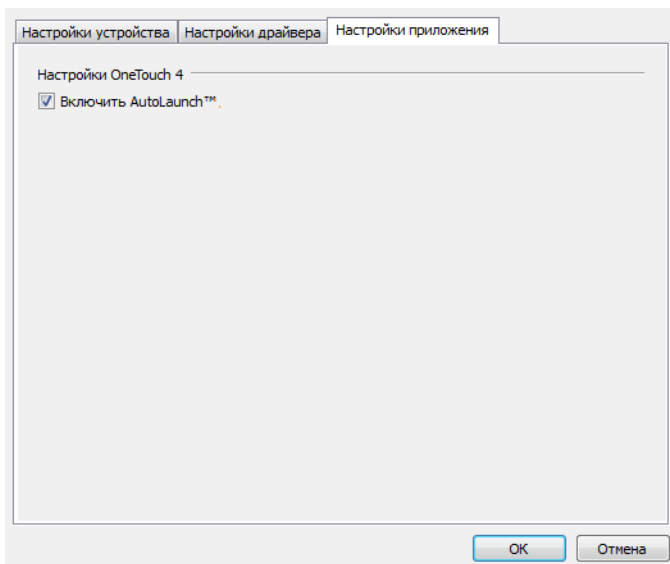 Настройки устройства Настройки драйвера Настройки приложения
Настройки OneTouch 4
Включить AutoLaunch™.
OK Отмена